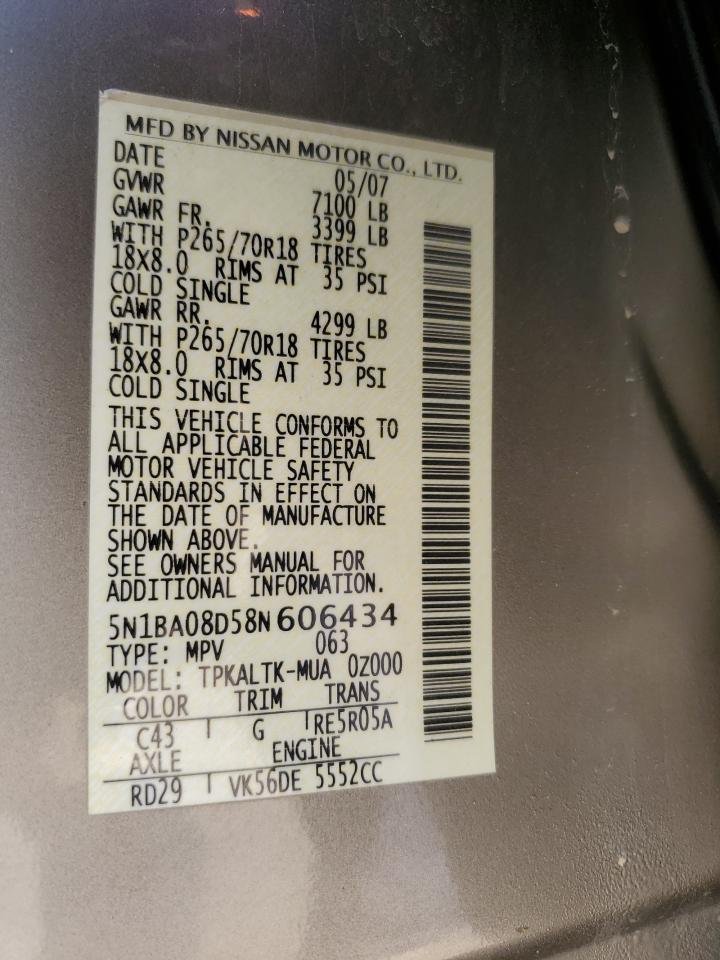 MFD BY NISSAN MOTOR CO., LTD.
DATE 05/07
GVWR 7100 LB
GAWR FR. 3399 LB
WITH P265/70R18 TIRES
18X8.0 RIMS AT 35 PSI
COLD SINGLE
GAWR RR. 4299 LB
WITH P265/70R18 TIRES
18X8.0 RIMS AT 35 PSI
COLD SINGLE
THIS VEHICLE CONFORMS TO
ALL APPLICABLE FEDERAL
MOTOR VEHICLE SAFETY
STANDARDS IN EFFECT ON
THE DATE OF MANUFACTURE
SHOWN ABOVE.
SEE OWNERS MANUAL FOR
ADDITIONAL INFORMATION.
5N1BA08D58N606434
TYPE: MPV 063
MODEL: TPKALTK-MUA 0Z000
COLOR TRIM TRANS
C43 G RE5R05A
AXLE ENGINE
RD29 VK56DE 5552CC